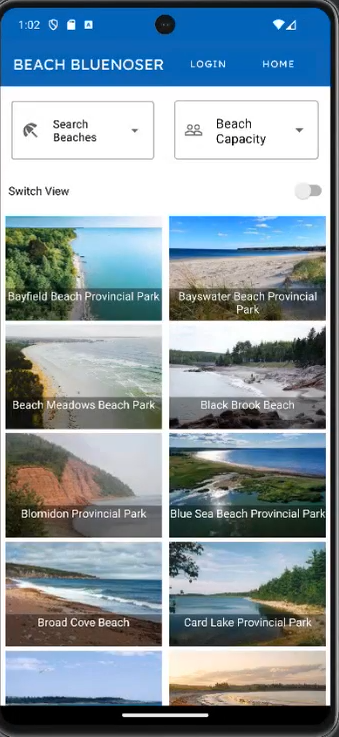 1:02
BEACH BLUENOSER LOGIN HOME
Search
Beaches
Beach
Capacity
Switch View
Bayfield Beach Provincial Park
Bayswater Beach Provincial
Park
Beach Meadows Beach Park
Black Brook Beach
Blomidon Provincial Park
Blue Sea Beach Provincial Park
Broad Cove Beach
Card Lake Provincial Park